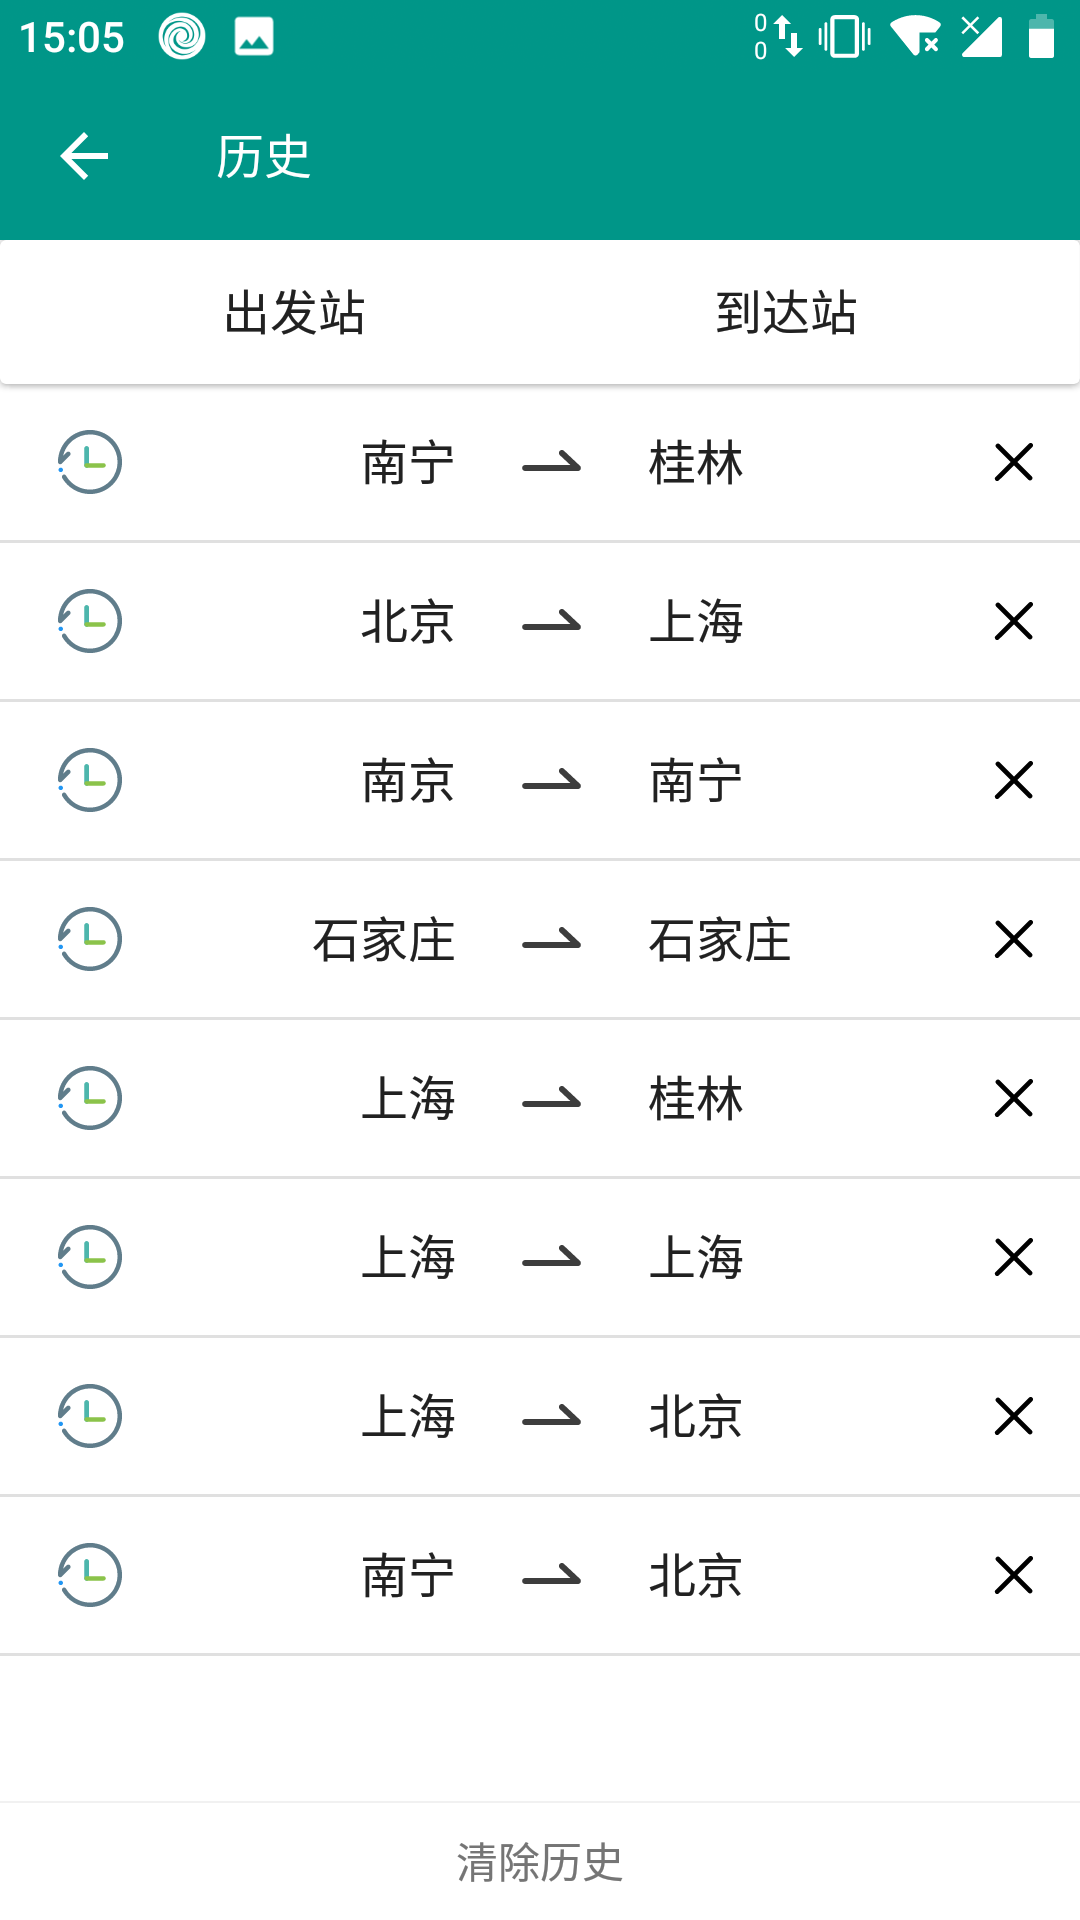 15:05 0 0
历史
出发站 到达站
南宁 桂林
北京 上海
南京 南宁
石家庄 石家庄
上海 桂林
上海 上海
上海 北京
南宁 北京
清除历史